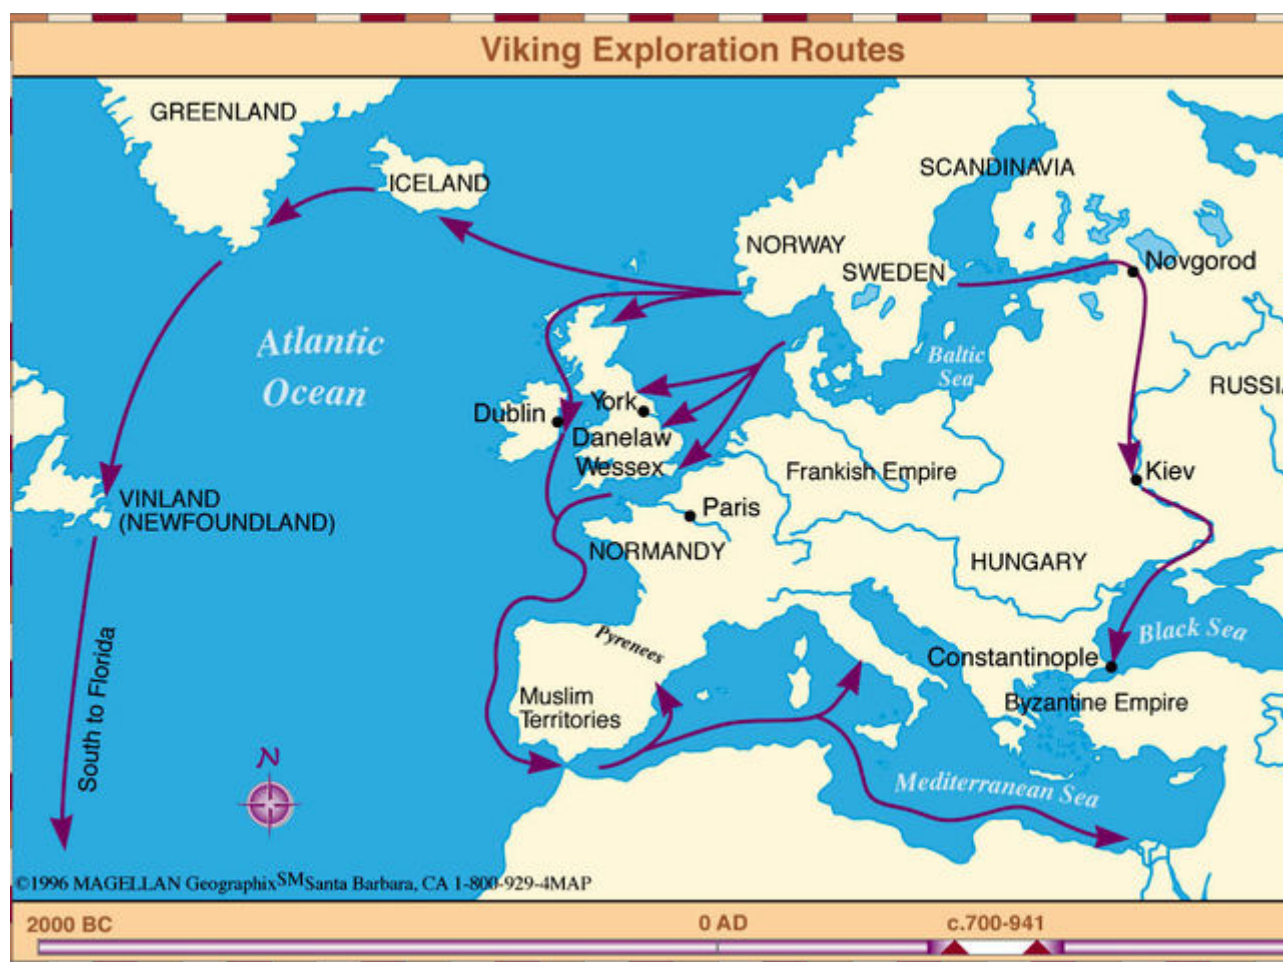 Viking Exploration Routes
GREENLAND
ICELAND
SCANDINAVIA
NORWAY
SWEDEN
Novgorod
Atlantic
Ocean
Baltic
Sea
RUSSIA
Dublin
York
Danelaw
Wessex
Frankish Empire
Kiev
VINLAND
(NEWFOUNDLAND)
Paris
NORMANDY
HUNGARY
South to Florida
Pyrenees
Black Sea
Constantinople
Muslim
Territories
Byzantine Empire
N
Mediterranean Sea
©1996 MAGELLAN GeographixSMSanta Barbara, CA 1-800-929-4MAP
2000 BC
0 AD
c.700-941